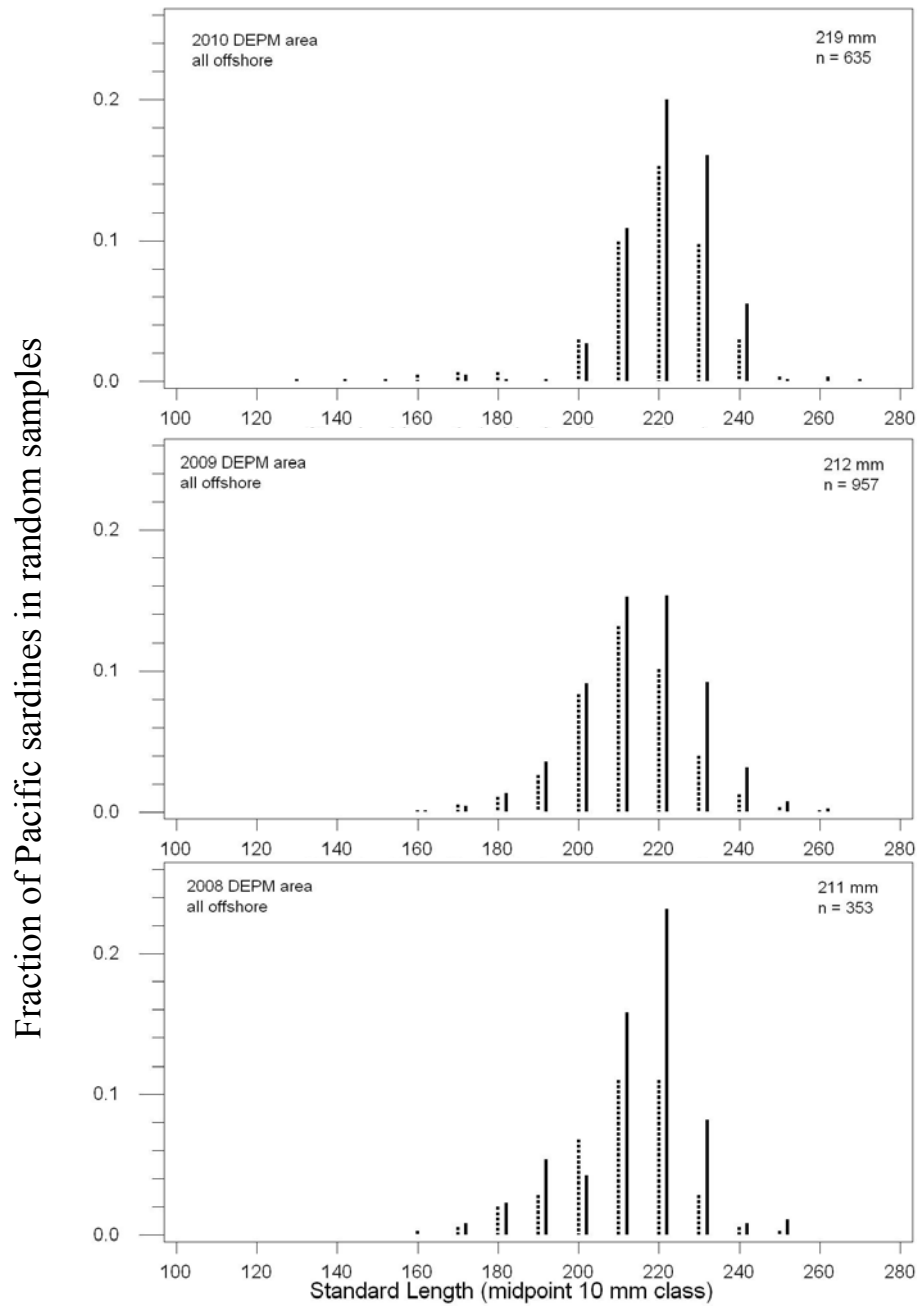 Fraction of Pacific sardines in random samples
2010 DEPM area
all offshore
219 mm
n = 635
0.2
0.1
0.0
100 120 140 160 180 200 220 240 260 280
2009 DEPM area
all offshore
212 mm
n = 957
0.2
0.1
0.0
100 120 140 160 180 200 220 240 260 280
2008 DEPM area
all offshore
211 mm
n = 353
0.2
0.1
0.0
100 120 140 160 180 200 220 240 260 280
Standard Length (midpoint 10 mm class)